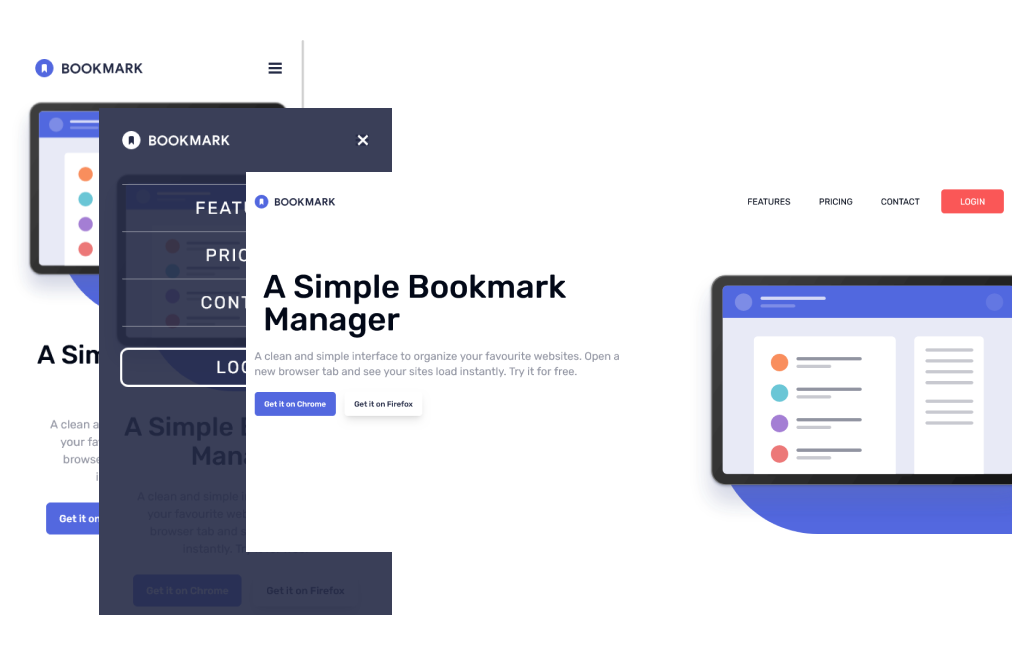 BOOKMARK
A Sim
A clean a
your fa
browse
i
Get it on
BOOKMARK
FEATU
PRIC
CONT
LOG
A Simple
Man
A clean and simple i
your favourite we
browser tab and
instantly. T
Get it on Chrome
Get it on Firefox
BOOKMARK
FEATURES PRICING CONTACT LOGIN
A Simple Bookmark
Manager
A clean and simple interface to organize your favourite websites. Open a
new browser tab and see your sites load instantly. Try it for free.
Get it on Chrome Get it on Firefox